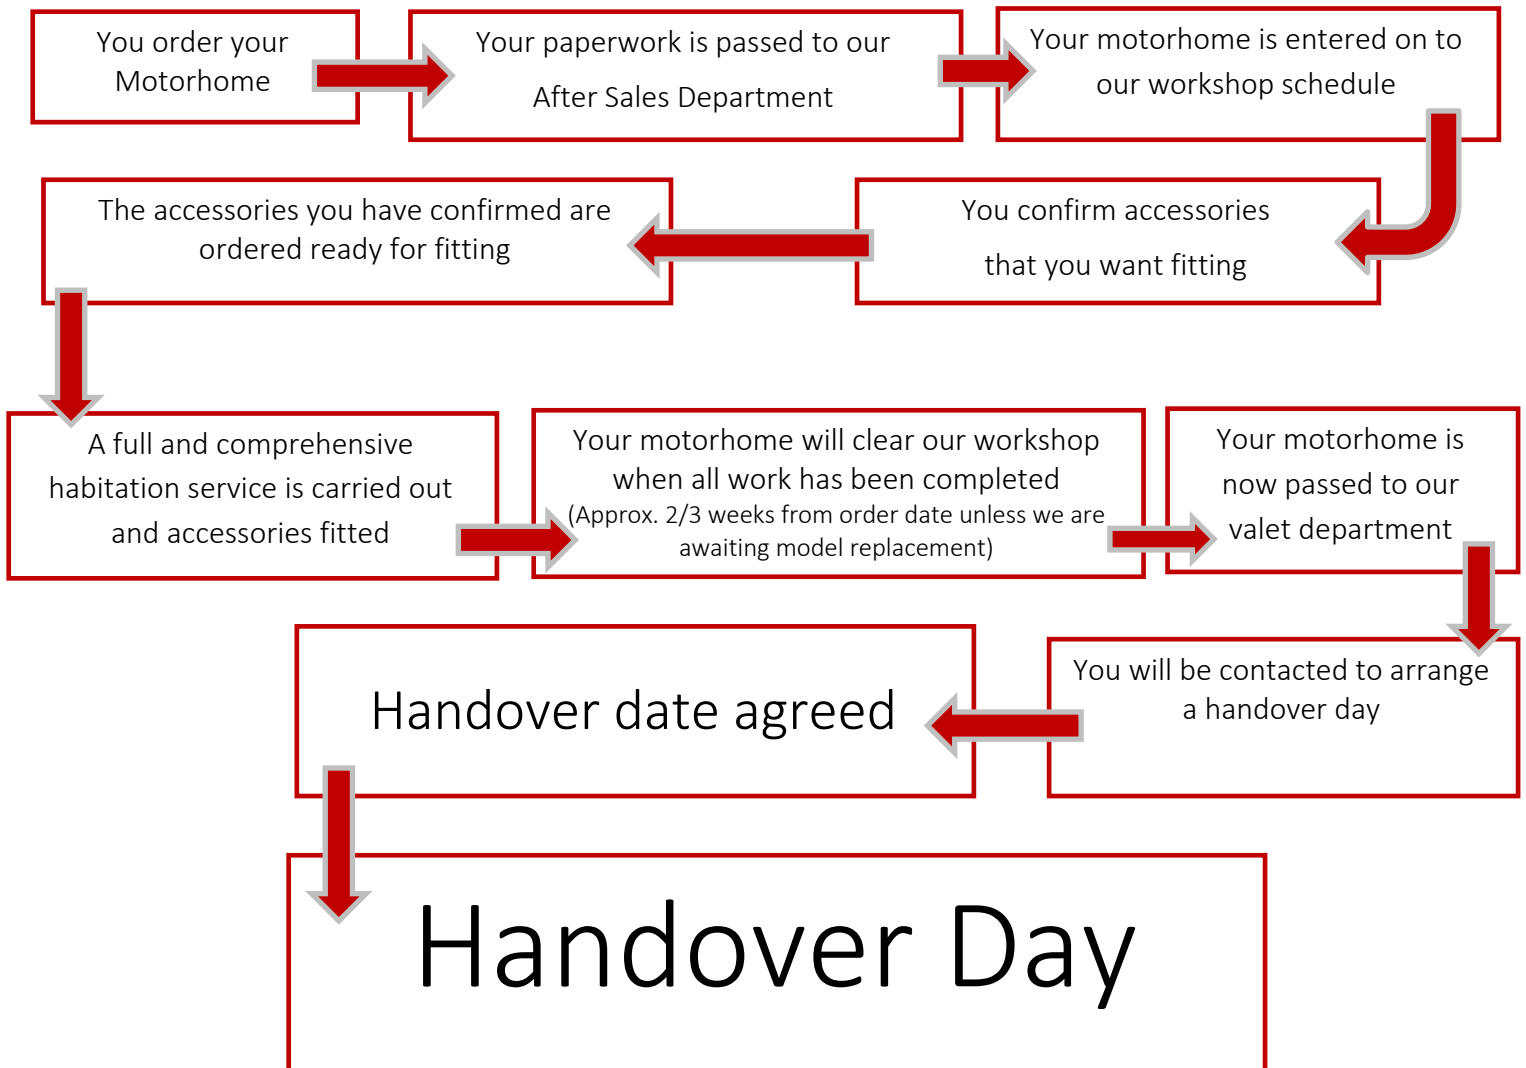 You order your
Motorhome
Your paperwork is passed to our
After Sales Department
Your motorhome is entered on to
our workshop schedule
You confirm accessories
that you want fitting
The accessories you have confirmed are
ordered ready for fitting
A full and comprehensive
habitation service is carried out
and accessories fitted
Your motorhome will clear our workshop
when all work has been completed
(Approx. 2/3 weeks from order date unless we are
awaiting model replacement)
Your motorhome is
now passed to our
valet department
You will be contacted to arrange
a handover day
Handover date agreed
Handover Day